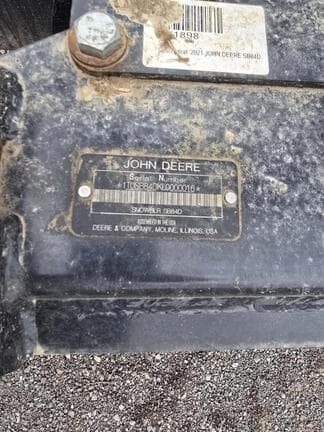 1898
2021 JOHN DEERE SB84D
JOHN DEERE
Serial Number
*1T0SB84DKL0000016*
SNOWBLR, SB84D
ASSEMBLED IN THE USA
DEERE & COMPANY, MOLINE, ILLINOIS, USA